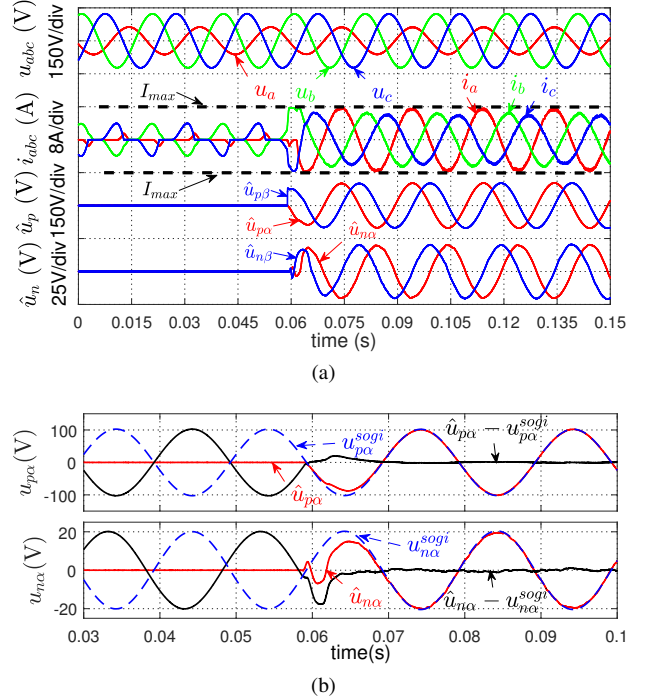 u_abc (V)
150V/div
u_a
u_b
u_c
I_max
i_a
i_b
i_c
i_abc (A)
8A/div
I_max
û_p (V)
150V/div
û_pβ
û_pα
û_nα
û_nβ
û_n (V)
25V/div
0 0.015 0.03 0.045 0.06 0.075 0.09 0.105 0.12 0.135 0.15
time (s)
(a)
u_pα(V)
100
0
-100
u_pα^sogi
û_pα − u_pα^sogi
û_pα
u_nα(V)
20
0
-20
u_nα^sogi
û_nα
û_nα − u_nα^sogi
0.03 0.04 0.05 0.06 0.07 0.08 0.09 0.1
time(s)
(b)